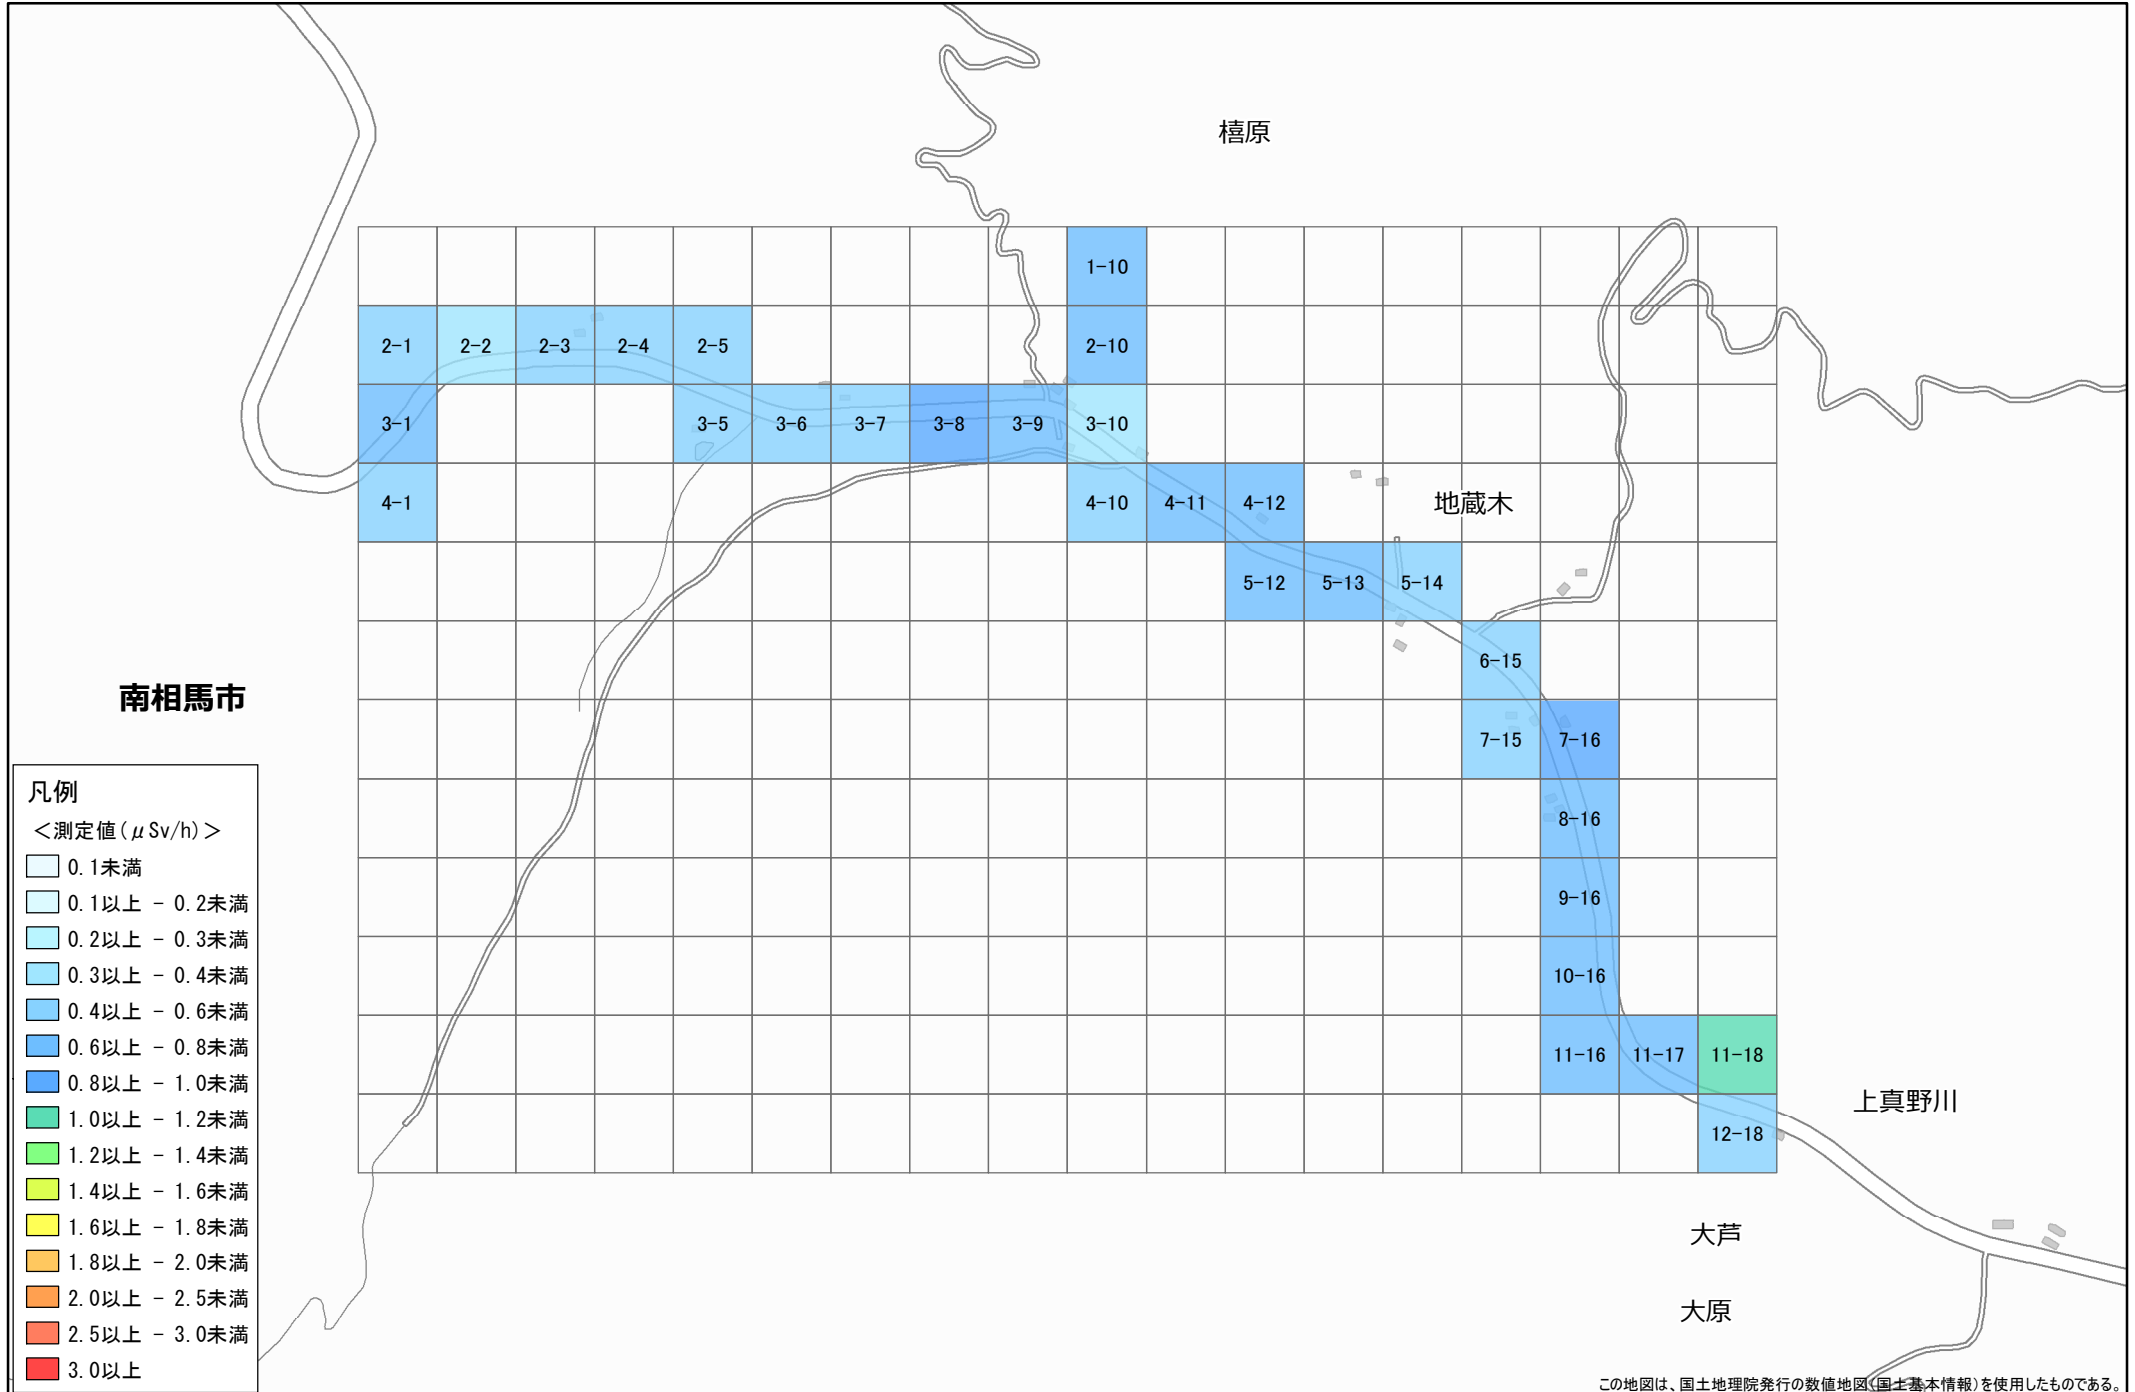 橲原
1-10
2-1 2-2 2-3 2-4 2-5 2-10
3-1 3-5 3-6 3-7 3-8 3-9 3-10
4-1 4-10 4-11 4-12 地蔵木
5-12 5-13 5-14
6-15
南相馬市
7-15 7-16
8-16
9-16
10-16
11-16 11-17 11-18
上真野川
12-18
大芦
大原
凡例
＜測定値(μSv/h)＞
0.1未満
0.1以上 - 0.2未満
0.2以上 - 0.3未満
0.3以上 - 0.4未満
0.4以上 - 0.6未満
0.6以上 - 0.8未満
0.8以上 - 1.0未満
1.0以上 - 1.2未満
1.2以上 - 1.4未満
1.4以上 - 1.6未満
1.6以上 - 1.8未満
1.8以上 - 2.0未満
2.0以上 - 2.5未満
2.5以上 - 3.0未満
3.0以上
この地図は、国土地理院発行の数値地図(国土基本情報)を使用したものである。